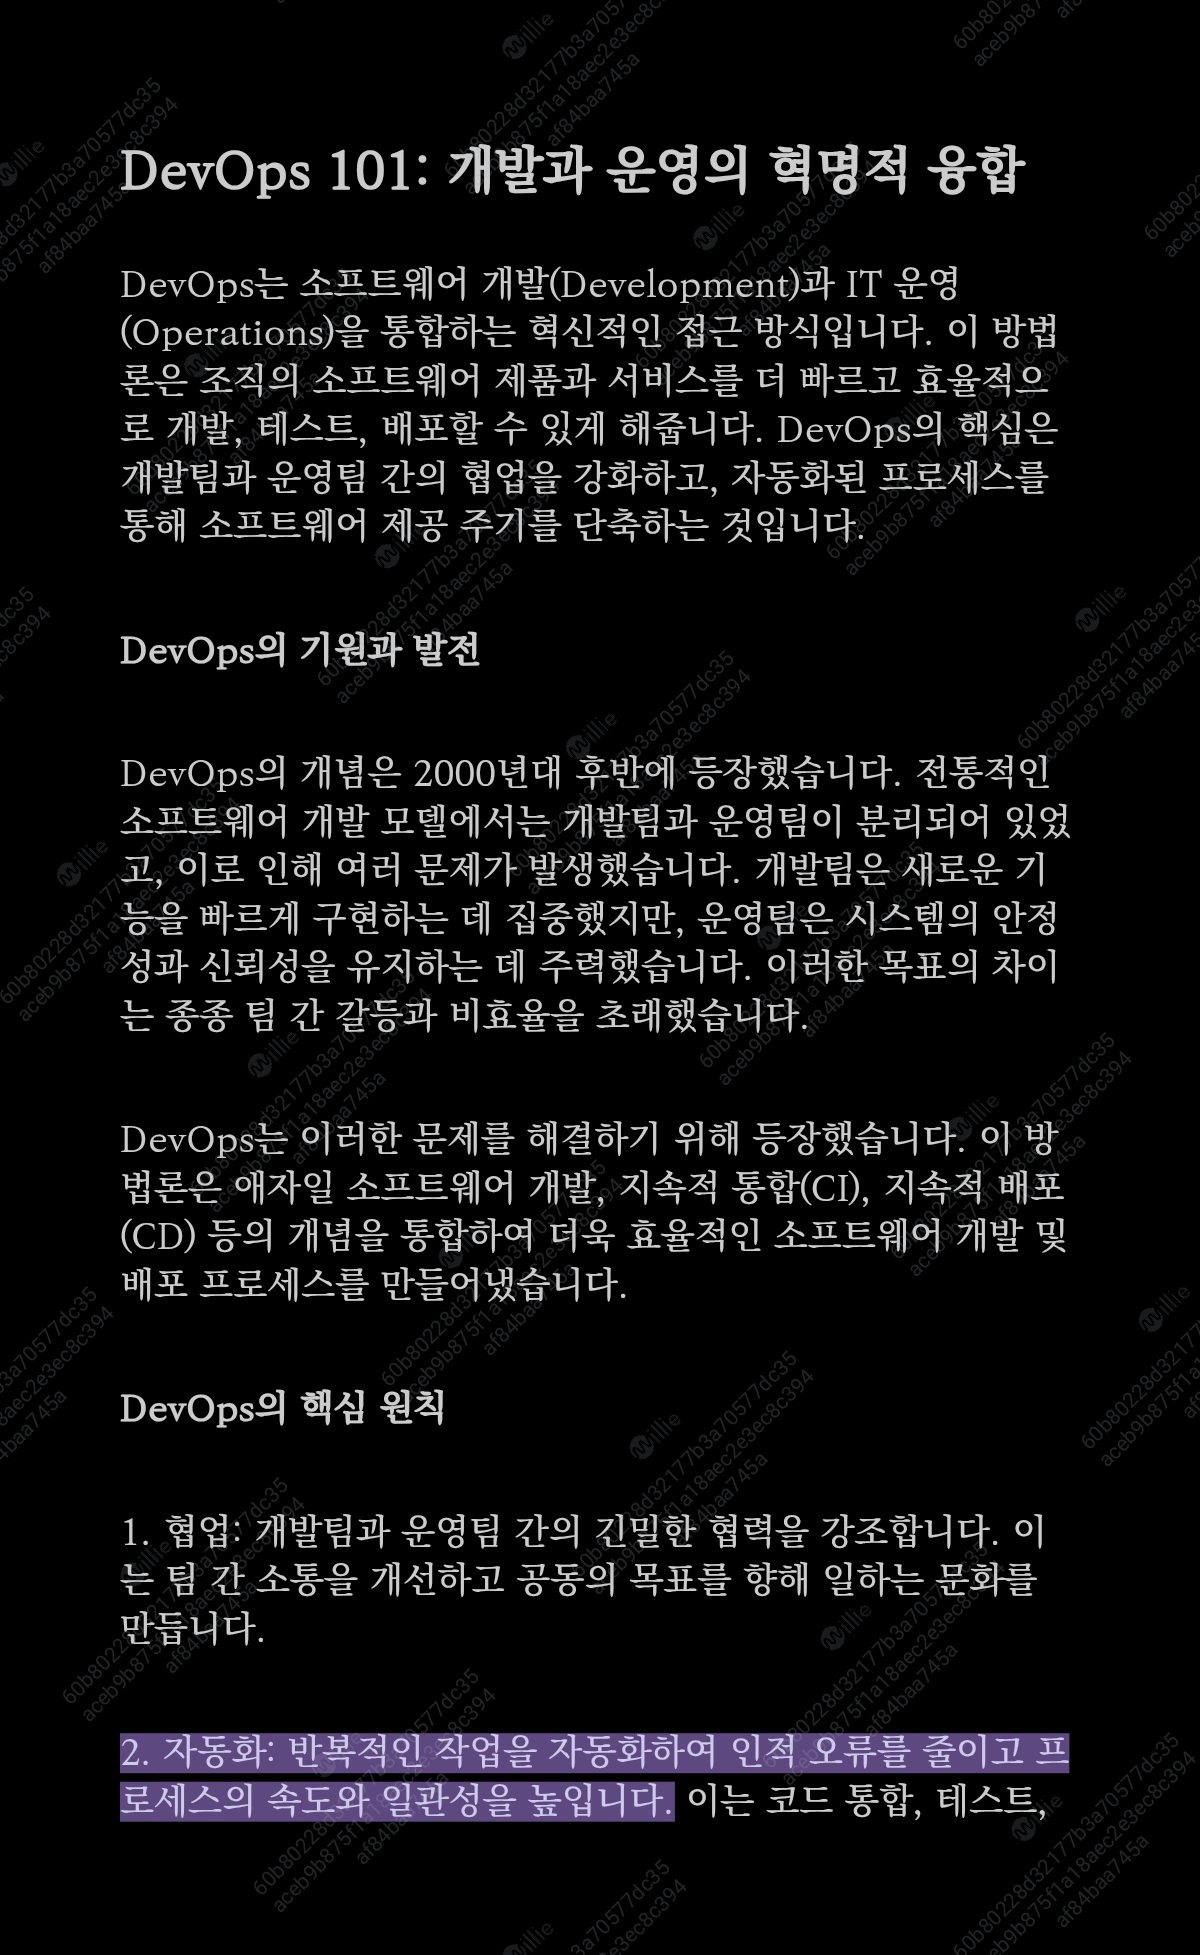 DevOps 101: 개발과 운영의 혁명적 융합
DevOps는 소프트웨어 개발(Development)과 IT 운영
(Operations)을 통합하는 혁신적인 접근 방식입니다. 이 방법
론은 조직의 소프트웨어 제품과 서비스를 더 빠르고 효율적으
로 개발, 테스트, 배포할 수 있게 해줍니다. DevOps의 핵심은
개발팀과 운영팀 간의 협업을 강화하고, 자동화된 프로세스를
통해 소프트웨어 제공 주기를 단축하는 것입니다.
DevOps의 기원과 발전
DevOps의 개념은 2000년대 후반에 등장했습니다. 전통적인
소프트웨어 개발 모델에서는 개발팀과 운영팀이 분리되어 있었
고, 이로 인해 여러 문제가 발생했습니다. 개발팀은 새로운 기
능을 빠르게 구현하는 데 집중했지만, 운영팀은 시스템의 안정
성과 신뢰성을 유지하는 데 주력했습니다. 이러한 목표의 차이
는 종종 팀 간 갈등과 비효율을 초래했습니다.
DevOps는 이러한 문제를 해결하기 위해 등장했습니다. 이 방
법론은 애자일 소프트웨어 개발, 지속적 통합(CI), 지속적 배포
(CD) 등의 개념을 통합하여 더욱 효율적인 소프트웨어 개발 및
배포 프로세스를 만들어냈습니다.
DevOps의 핵심 원칙
1. 협업: 개발팀과 운영팀 간의 긴밀한 협력을 강조합니다. 이
는 팀 간 소통을 개선하고 공동의 목표를 향해 일하는 문화를
만듭니다.
2. 자동화: 반복적인 작업을 자동화하여 인적 오류를 줄이고 프
로세스의 속도와 일관성을 높입니다. 이는 코드 통합, 테스트,
millie
60b80228d32177b3a70577dc35
aceb9b875f1a18aec2e3ec8c394
af84baa745a